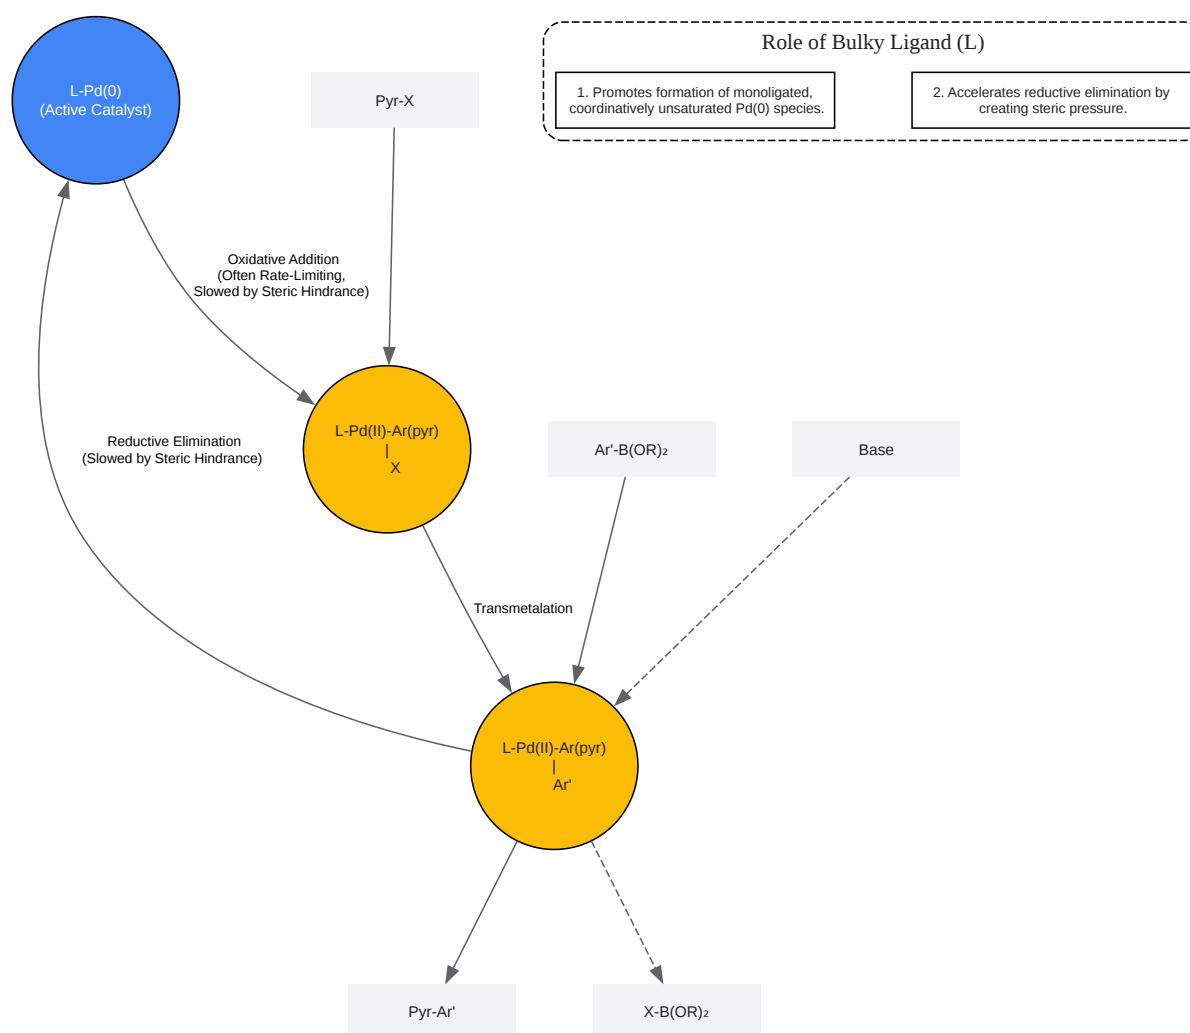 L-Pd(0)
(Active Catalyst)
Pyr-X
Role of Bulky Ligand (L)
1. Promotes formation of monoligated,
coordinatively unsaturated Pd(0) species.
2. Accelerates reductive elimination by
creating steric pressure.
Oxidative Addition
(Often Rate-Limiting,
Slowed by Steric Hindrance)
Reductive Elimination
(Slowed by Steric Hindrance)
L-Pd(II)-Ar(pyr)
|
X
Ar'-B(OR)₂
Base
Transmetalation
L-Pd(II)-Ar(pyr)
|
Ar'
Pyr-Ar'
X-B(OR)₂